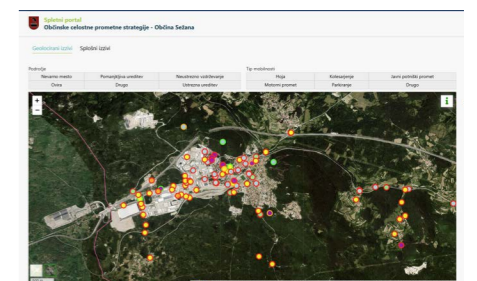 Spletni portal
Občinske celostne prometne strategije - Občina Sežana
Geolocirani izzivi Splošni izzivi
Področje
Tip mobilnosti
Nevarno mesto Pomanjkljiva ureditev Neustrezno vzdrževanje
Hoja Kolesarjenje Javni potniški promet
Ovira Drugo Ustrezna ureditev
Motorni promet Parkiranje Drugo
+
i
-